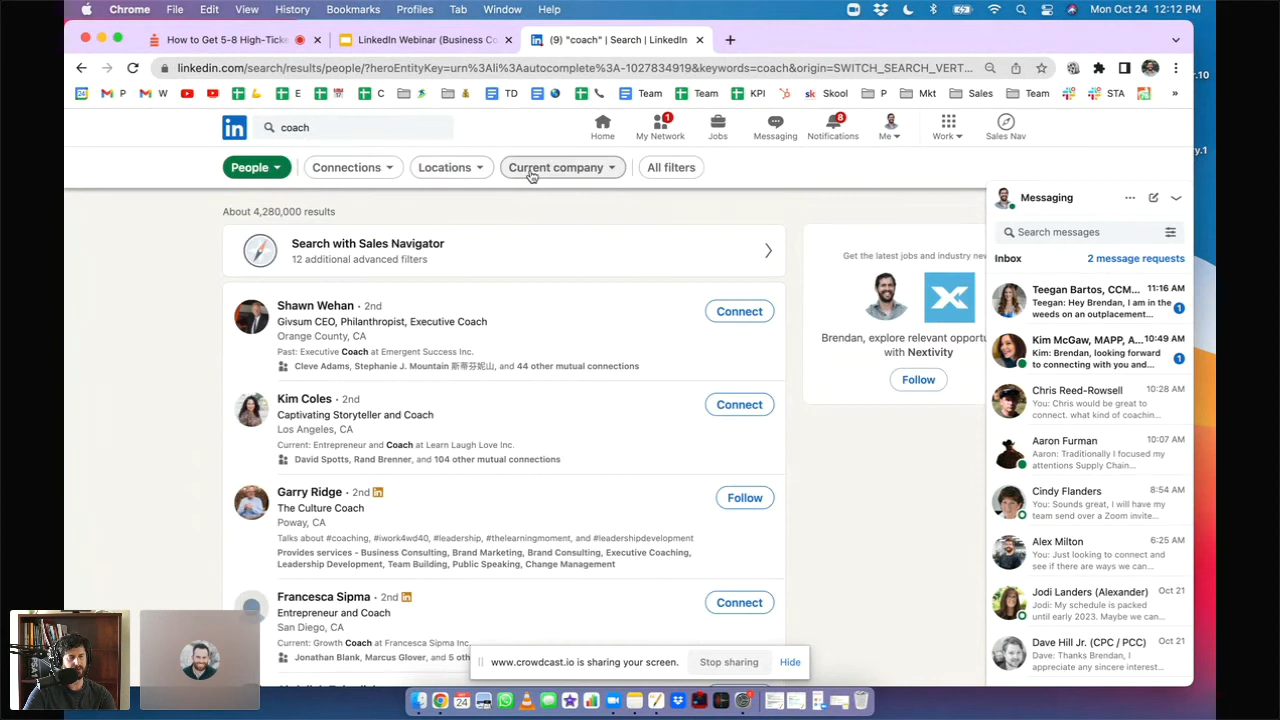 Chrome File Edit View History Bookmarks Profiles Tab Window Help Mon Oct 24 12:12 PM
How to Get 5-8 High-Ticke
LinkedIn Webinar (Business Co
(9) "coach" | Search | LinkedIn
linkedin.com/search/results/people/?heroEntityKey=urn%3Ali%3Aautocomplete%3A-1027834919&keywords=coach&origin=SWITCH_SEARCH_VERT...
P W E C TD Team Team KPI Skool P Mkt Sales Team STA
coach
Home My Network Jobs Messaging Notifications Me Work Sales Nav
1
8
People Connections Locations Current company All filters
About 4,280,000 results
Search with Sales Navigator
12 additional advanced filters
Shawn Wehan • 2nd
Givsum CEO, Philanthropist, Executive Coach
Orange County, CA
Past: Executive Coach at Emergent Success Inc.
Cleve Adams, Stephanie J. Mountain 斯蒂芬妮山, and 44 other mutual connections
Connect
Kim Coles • 2nd
Captivating Storyteller and Coach
Los Angeles, CA
Current: Entrepreneur and Coach at Learn Laugh Love Inc.
David Spotts, Rand Brenner, and 104 other mutual connections
Connect
Garry Ridge • 2nd
The Culture Coach
Poway, CA
Talks about #coaching, #iwork4wd40, #leadership, #thelearningmoment, and #leadershipdevelopment
Provides services - Business Consulting, Brand Marketing, Brand Consulting, Executive Coaching,
Leadership Development, Team Building, Public Speaking, Change Management
Follow
Francesca Sipma • 2nd
Entrepreneur and Coach
San Diego, CA
Current: Growth Coach at Francesca Sipma Inc.
Jonathan Blank, Marcus Glover, and 5 ot
Connect
Get the latest jobs and industry new
Brendan, explore relevant opportu
with Nextivity
Follow
Messaging
Search messages
Inbox 2 message requests
Teegan Bartos, CCM... 11:16 AM
Teegan: Hey Brendan, I am in the
weeds on an outplacement...
1
Kim McGaw, MAPP, A... 10:49 AM
Kim: Brendan, looking forward
to connecting with you and...
1
Chris Reed-Rowsell 10:28 AM
You: Chris would be great to
connect. what kind of coachin...
Aaron Furman 10:07 AM
Aaron: Traditionally I focused my
attentions Supply Chain...
Cindy Flanders 8:54 AM
You: Sounds great, I will have my
team send over a Zoom invite...
Alex Milton 6:25 AM
You: Just looking to connect and
see if there are ways we can...
Jodi Landers (Alexander) Oct 21
Jodi: My schedule is packed
until early 2023. Maybe we can...
Dave Hill Jr. (CPC / PCC) Oct 21
Dave: Thanks Brendan, I
appreciate any sincere interest...
www.crowdcast.io is sharing your screen. Stop sharing Hide